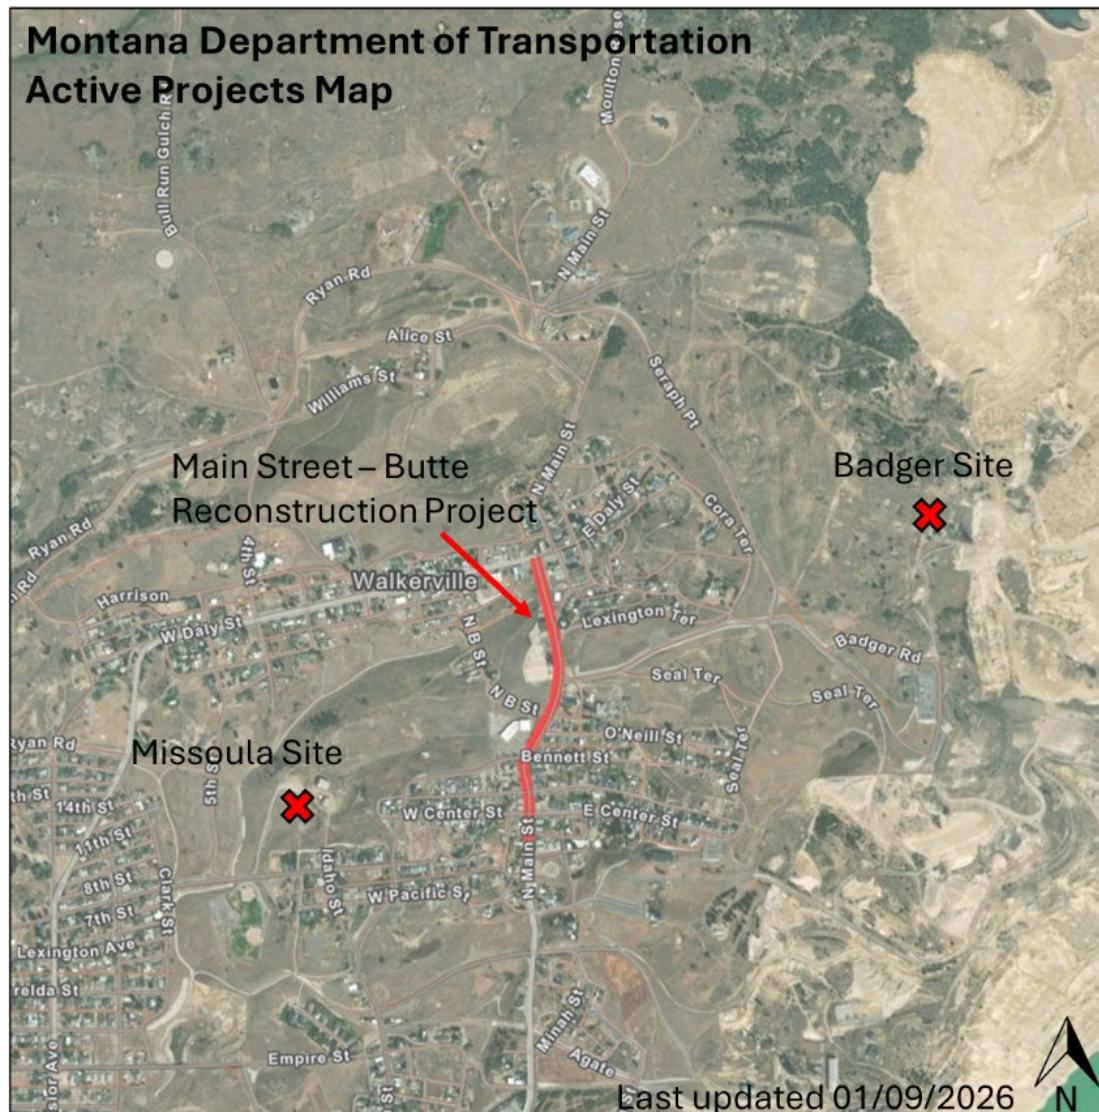 Montana Department of Transportation
Active Projects Map
Bull Run Gulch
Moulton
N Main St
Ryan Rd
Alice St
Williams St
Seraph Pt
N Main St
Main Street – Butte
Reconstruction Project
Badger Site
E Daly St
Cora Ter
Ryan Rd
4th St
Walkerville
Harrison
W Daly St
Lexington Ter
N B St
Badger Rd
Seal Ter
Seal Ter
N B St
O'Neill St
Ryan Rd
Missoula Site
Bennett St
Seal Ter
5th St
14th St
W Center St
E Center St
11th St
N Main St
8th St
Clark St
Idaho St
W Pacific St
7th St
Lexington Ave
Empire St
Minah St
Agate
Last updated 01/09/2026
N